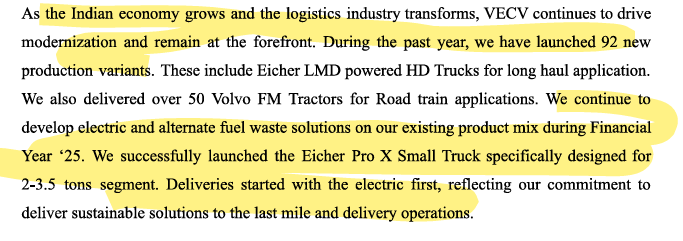 As the Indian economy grows and the logistics industry transforms, VECV continues to drive
modernization and remain at the forefront. During the past year, we have launched 92 new
production variants. These include Eicher LMD powered HD Trucks for long haul application.
We also delivered over 50 Volvo FM Tractors for Road train applications. We continue to
develop electric and alternate fuel waste solutions on our existing product mix during Financial
Year ‘25. We successfully launched the Eicher Pro X Small Truck specifically designed for
2-3.5 tons segment. Deliveries started with the electric first, reflecting our commitment to
deliver sustainable solutions to the last mile and delivery operations.